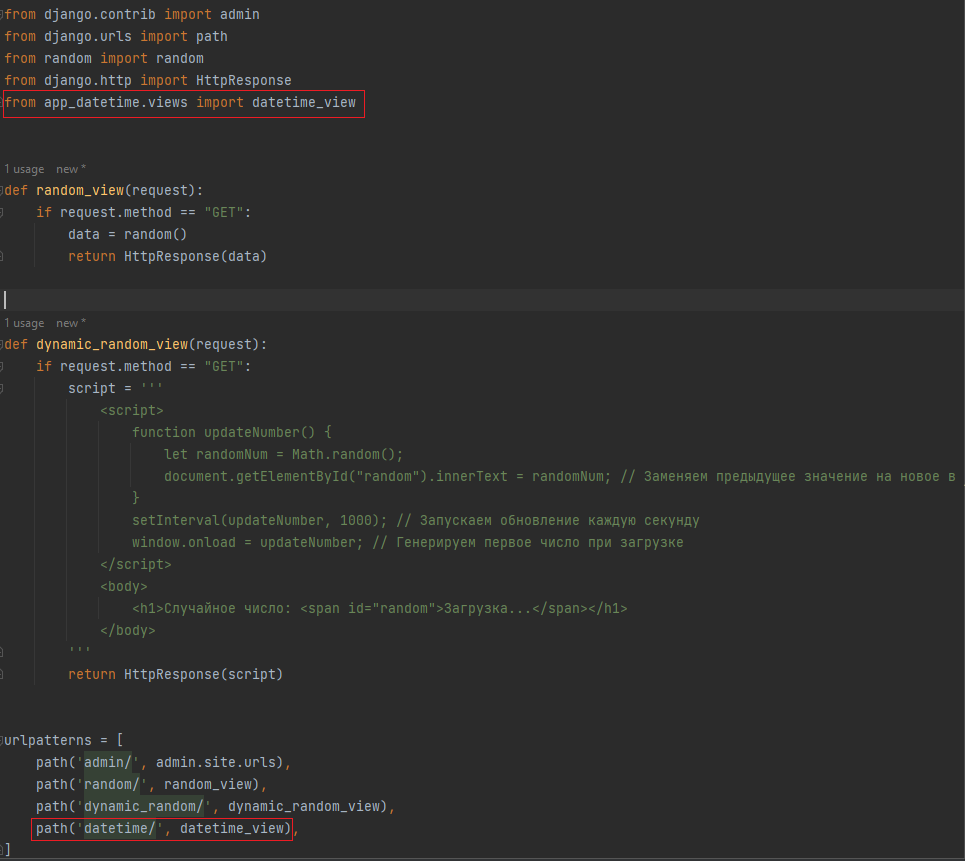 from django.contrib import admin
from django.urls import path
from random import random
from django.http import HttpResponse
from app_datetime.views import datetime_view
1 usage new *
def random_view(request):
    if request.method == "GET":
        data = random()
        return HttpResponse(data)
1 usage new *
def dynamic_random_view(request):
    if request.method == "GET":
        script = '''
            <script>
                function updateNumber() {
                    let randomNum = Math.random();
                    document.getElementById("random").innerText = randomNum; // Заменяем предыдущее значение на новое в
                }
                setInterval(updateNumber, 1000); // Запускаем обновление каждую секунду
                window.onload = updateNumber; // Генерируем первое число при загрузке
            </script>
            <body>
                <h1>Случайное число: <span id="random">Загрузка...</span></h1>
            </body>
        '''
        return HttpResponse(script)
urlpatterns = [
    path('admin/', admin.site.urls),
    path('random/', random_view),
    path('dynamic_random/', dynamic_random_view),
    path('datetime/', datetime_view),
]